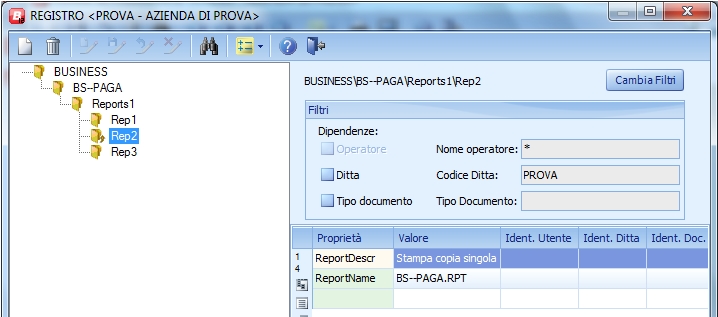 REGISTRO <PROVA - AZIENDA DI PROVA>
BUSINESS
BS--PAGA
Reports1
Rep1
Rep2
Rep3
BUSINESS\BS--PAGA\Reports1\Rep2
Cambia Filtri
Filtri
Dipendenze:
Operatore Nome operatore: *
Ditta Codice Ditta: PROVA
Tipo documento Tipo Documento:
Proprietà Valore Ident. Utente Ident. Ditta Ident. Doc.
1
4
ReportDescr Stampa copia singola
ReportName BS--PAGA.RPT